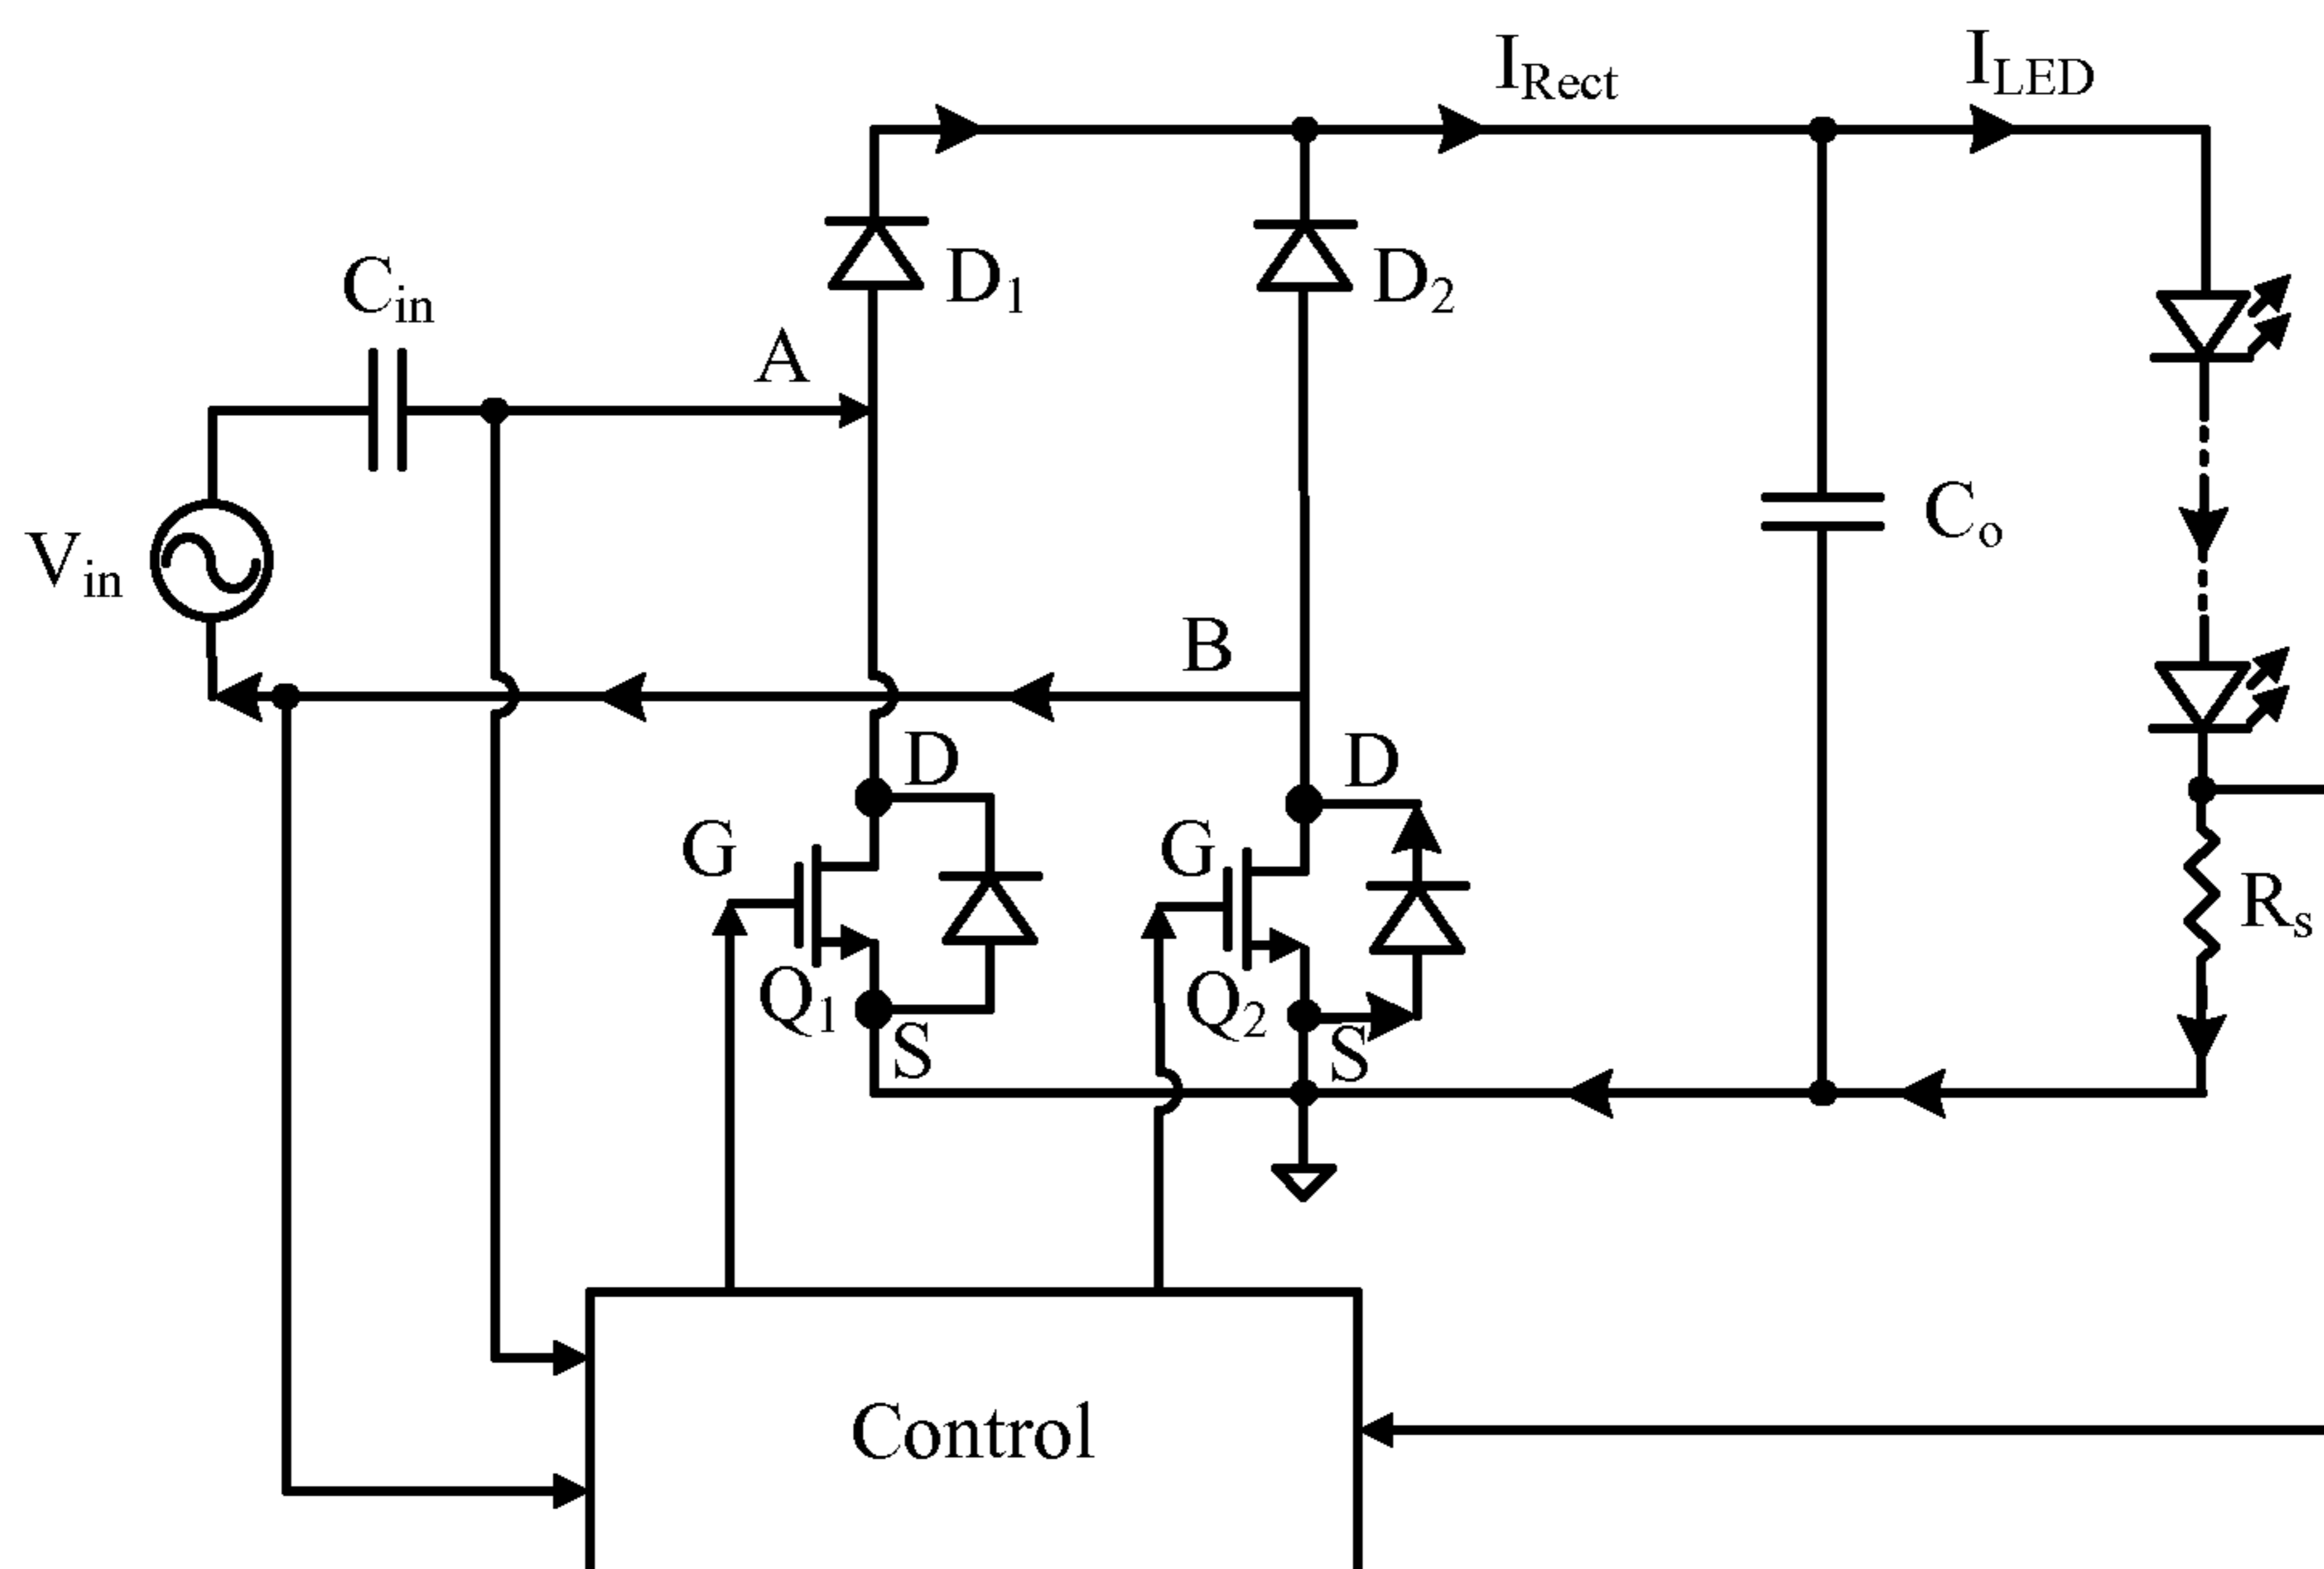 I_Rect
I_LED
C_in
D_1
D_2
A
V_in
C_o
B
D
D
G
G
R_s
Q_1
Q_2
S
S
Control